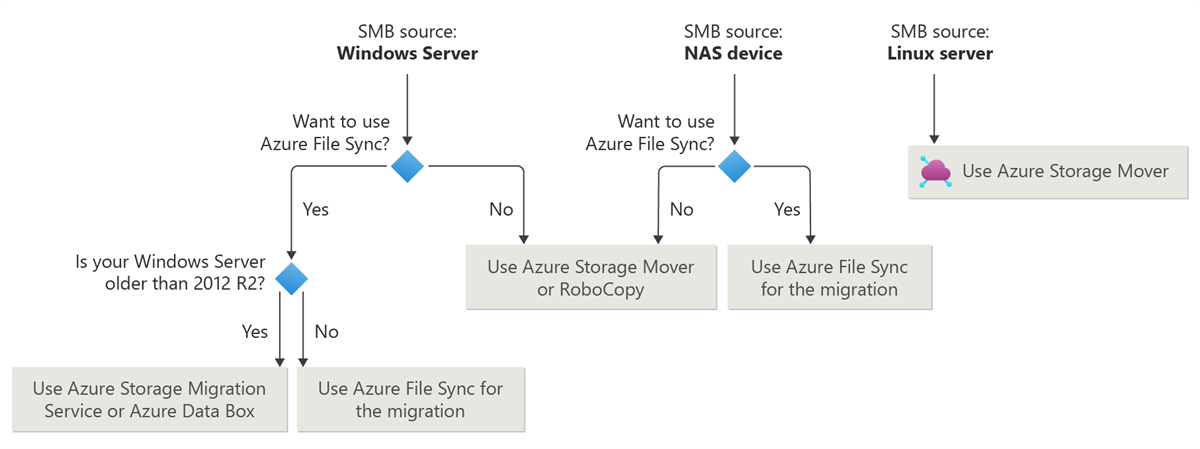 SMB source:
Windows Server
SMB source:
NAS device
SMB source:
Linux server
Want to use
Azure File Sync?
Want to use
Azure File Sync?
Use Azure Storage Mover
Yes
No
No
Yes
Is your Windows Server
older than 2012 R2?
Use Azure Storage Mover
or RoboCopy
Use Azure File Sync
for the migration
Yes
No
Use Azure Storage Migration
Service or Azure Data Box
Use Azure File Sync for
the migration